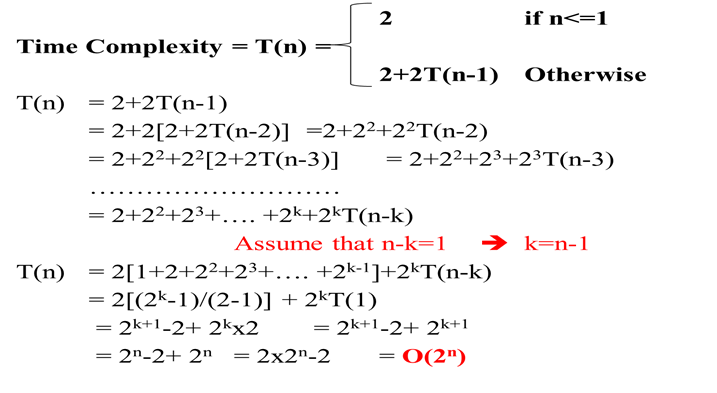 2 if n<=1
Time Complexity = T(n) =
2+2T(n-1) Otherwise
T(n) = 2+2T(n-1)
= 2+2[2+2T(n-2)] =2+2²+2²T(n-2)
= 2+2²+2²[2+2T(n-3)] = 2+2²+2³+2³T(n-3)
………………………
= 2+2²+2³+…. +2ᵏ+2ᵏT(n-k)
Assume that n-k=1 ➔ k=n-1
T(n) = 2[1+2+2²+2³+…. +2ᵏ⁻¹]+2ᵏT(n-k)
= 2[(2ᵏ-1)/(2-1)] + 2ᵏT(1)
= 2ᵏ⁺¹-2+ 2ᵏx2 = 2ᵏ⁺¹-2+ 2ᵏ⁺¹
= 2ⁿ-2+ 2ⁿ = 2x2ⁿ-2 = O(2ⁿ)